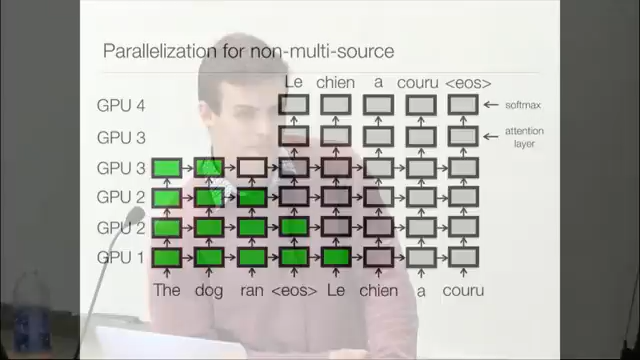 Parallelization for non-multi-source
Le chien a couru <eos>
GPU 4 softmax
GPU 3 attention layer
GPU 3
GPU 2
GPU 2
GPU 1
The dog ran <eos> Le chien a couru